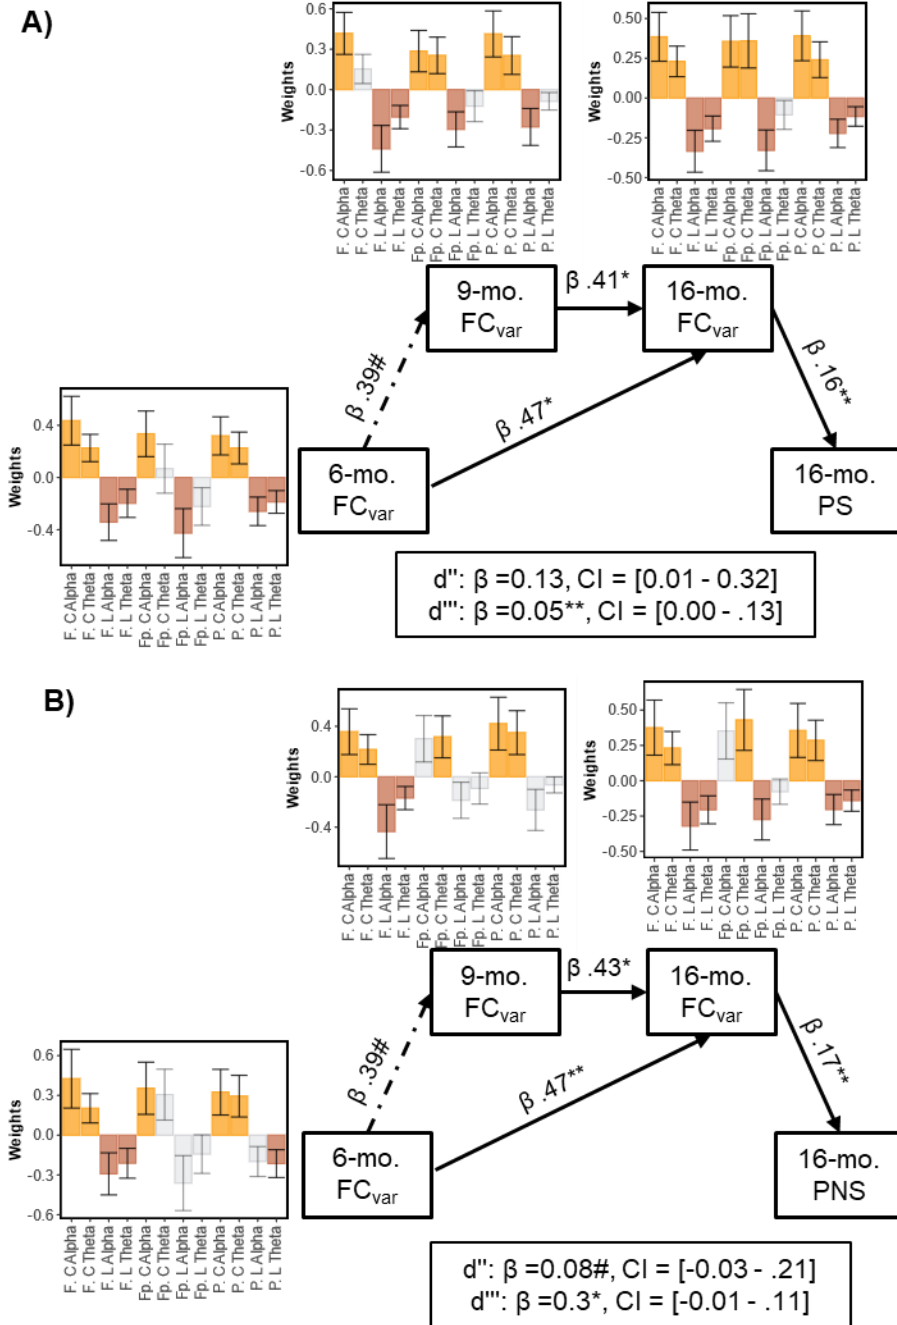 A)
Weights
0.6
0.3
0.0
-0.3
-0.6
F. C Alpha
F. C Theta
F. L Alpha
F. L Theta
Fp. C Alpha
Fp. C Theta
Fp. L Alpha
Fp. L Theta
P. C Alpha
P. C Theta
P. L Alpha
P. L Theta
0.50
0.25
0.00
-0.25
-0.50
F. C Alpha
F. C Theta
F. L Alpha
F. L Theta
Fp. C Alpha
Fp. C Theta
Fp. L Alpha
Fp. L Theta
P. C Alpha
P. C Theta
P. L Alpha
P. L Theta
9-mo.
FCvar
β .41*
16-mo.
FCvar
β .39#
β .47*
β .16**
Weights
0.4
0.0
-0.4
F. C Alpha
F. C Theta
F. L Alpha
F. L Theta
Fp. C Alpha
Fp. C Theta
Fp. L Alpha
Fp. L Theta
P. C Alpha
P. C Theta
P. L Alpha
P. L Theta
6-mo.
FCvar
16-mo.
PS
d'': β =0.13, CI = [0.01 - 0.32]
d''': β =0.05**, CI = [0.00 - .13]
B)
Weights
0.4
0.0
-0.4
F. C Alpha
F. C Theta
F. L Alpha
F. L Theta
Fp. C Alpha
Fp. C Theta
Fp. L Alpha
Fp. L Theta
P. C Alpha
P. C Theta
P. L Alpha
P. L Theta
0.50
0.25
0.00
-0.25
-0.50
F. C Alpha
F. C Theta
F. L Alpha
F. L Theta
Fp. C Alpha
Fp. C Theta
Fp. L Alpha
Fp. L Theta
P. C Alpha
P. C Theta
P. L Alpha
P. L Theta
9-mo.
FCvar
β .43*
16-mo.
FCvar
β .39#
β .47**
β .17**
Weights
0.6
0.3
0.0
-0.3
-0.6
F. C Alpha
F. C Theta
F. L Alpha
F. L Theta
Fp. C Alpha
Fp. C Theta
Fp. L Alpha
Fp. L Theta
P. C Alpha
P. C Theta
P. L Alpha
P. L Theta
6-mo.
FCvar
16-mo.
PNS
d'': β =0.08#, CI = [-0.03 - .21]
d''': β =0.3*, CI = [-0.01 - .11]